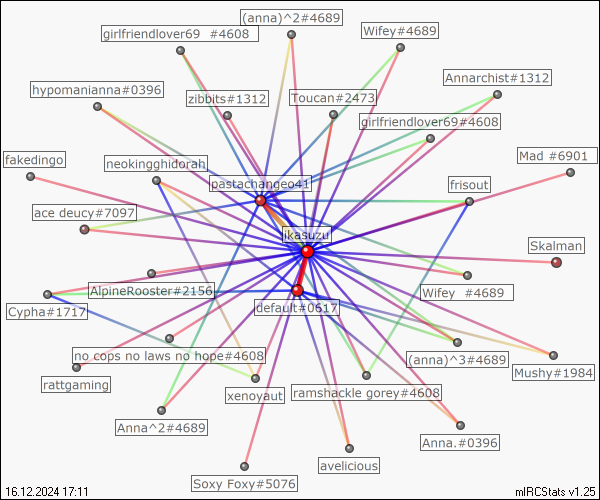 (anna)^2#4689
girlfriendlover69 #4608
Wifey#4689
Annarchist#1312
hypomanianna#0396
zibbits#1312
Toucan#2473
girlfriendlover69#4608
fakedingo
neokingghidorah
Mad #6901
pastachangeo41
frisout
ace deucy#7097
ikasuzu
Skalman
AlpineRooster#2156
Wifey #4689
Cypha#1717
default#0617
no cops no laws no hope#4608
(anna)^3#4689
rattgaming
Mushy#1984
xenoyaut
ramshackle gorey#4608
Anna^2#4689
Anna.#0396
avelicious
Soxy Foxy#5076
16.12.2024 17:11
mIRCStats v1.25